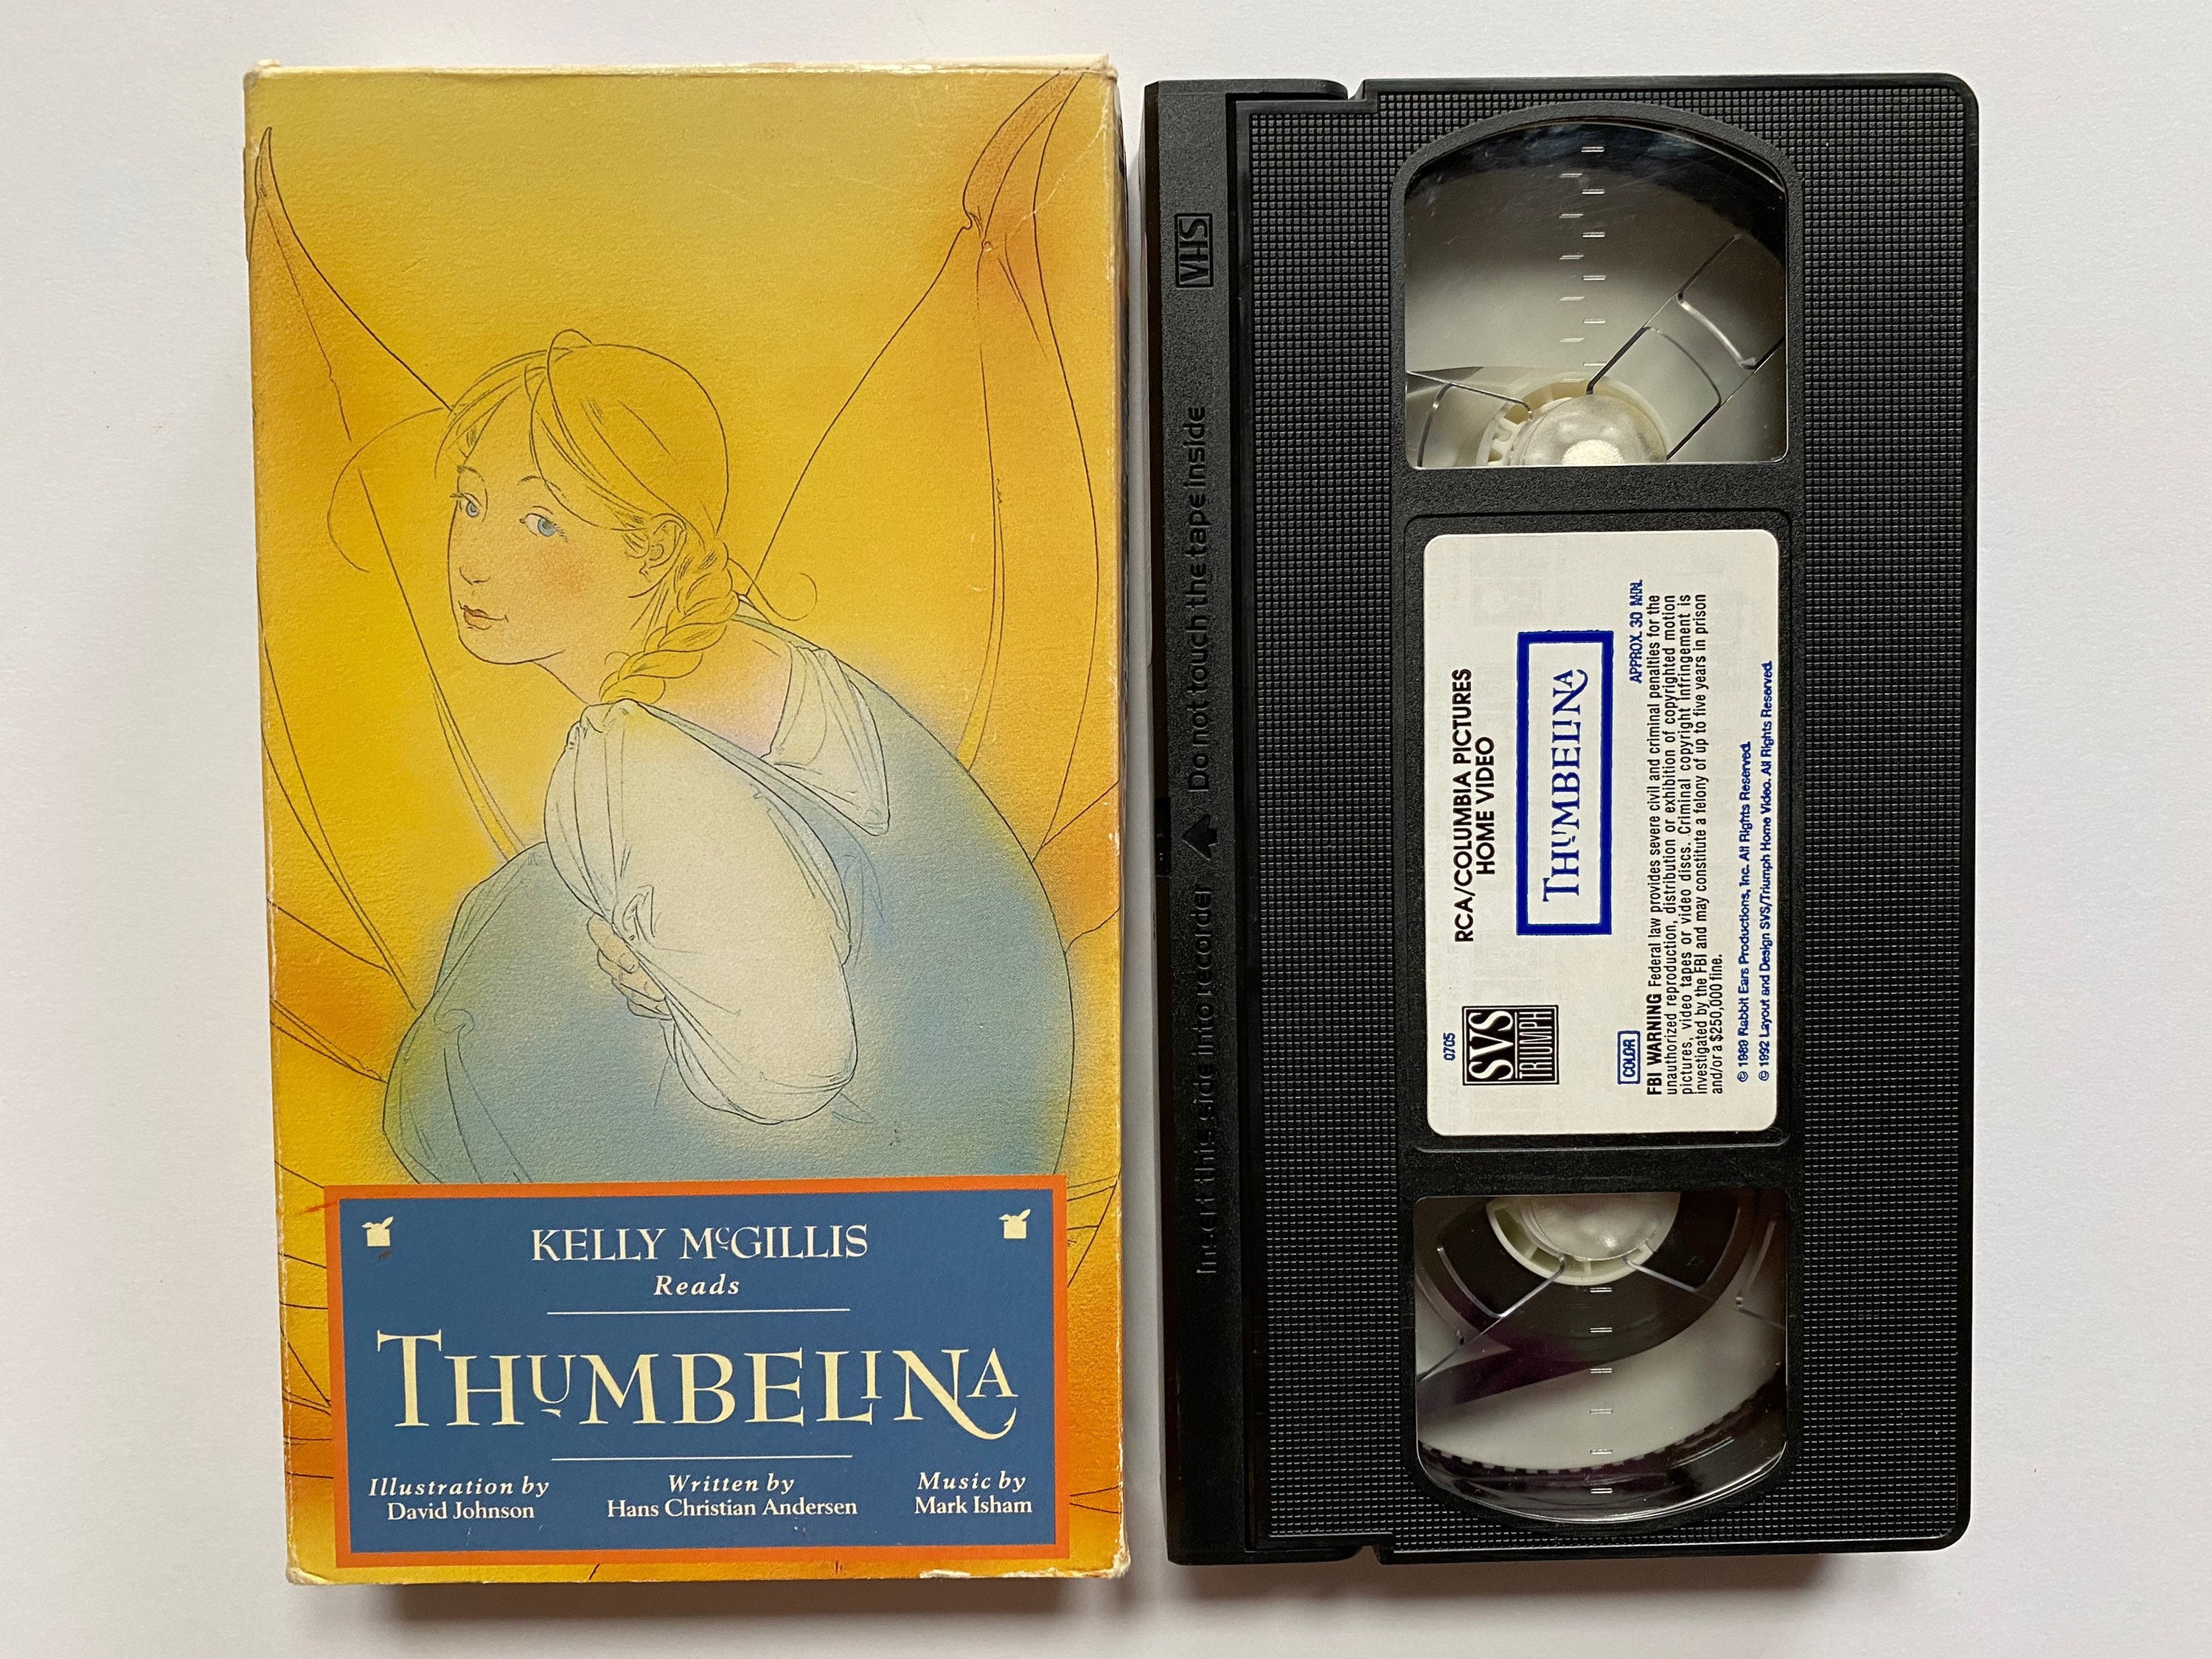 KELLY McGILLIS
Reads
THUMBELINA
Illustration by
David Johnson
Written by
Hans Christian Andersen
Music by
Mark Isham
VHS
Insert this side into recorder ▲ Do not touch the tape inside
0705
SVS
TRIUMPH
RCA/COLUMBIA PICTURES
HOME VIDEO
THUMBELINA
COLOR
APPROX. 30 MIN.
FBI WARNING Federal law provides severe civil and criminal penalties for the
unauthorized reproduction, distribution or exhibition of copyrighted motion
pictures, video tapes or video discs. Criminal copyright infringement is
investigated by the FBI and may constitute a felony of up to five years in prison
and/or a $250,000 fine.
© 1989 Rabbit Ears Productions, Inc. All Rights Reserved.
© 1992 Layout and Design SVS/Triumph Home Video. All Rights Reserved.